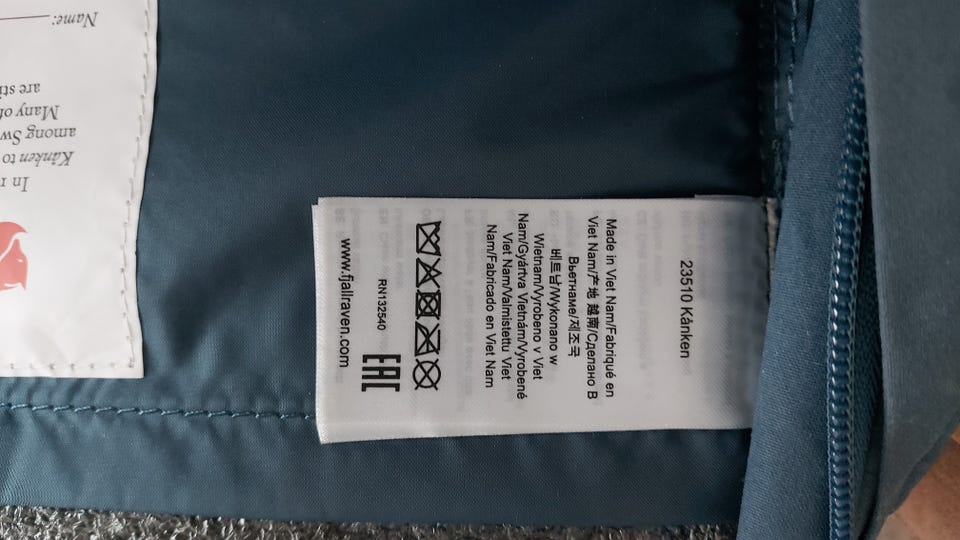 23510 Kånken
Made in Viet Nam/Fabriqué en
Viet Nam/产地 越南/Сделано В
Вьетнаме/제조국
베트남/Wykonano w
Wietnam/Vyrobeno v Viet
Nam/Gyártva Vietnám/Vyrobené
Viet Nam/Valmistettu Viet
Nam/Fabricado en Viet Nam
RN132540
EAC
www.fjallraven.com
In
Kånken to
among
Many of
are
Name: